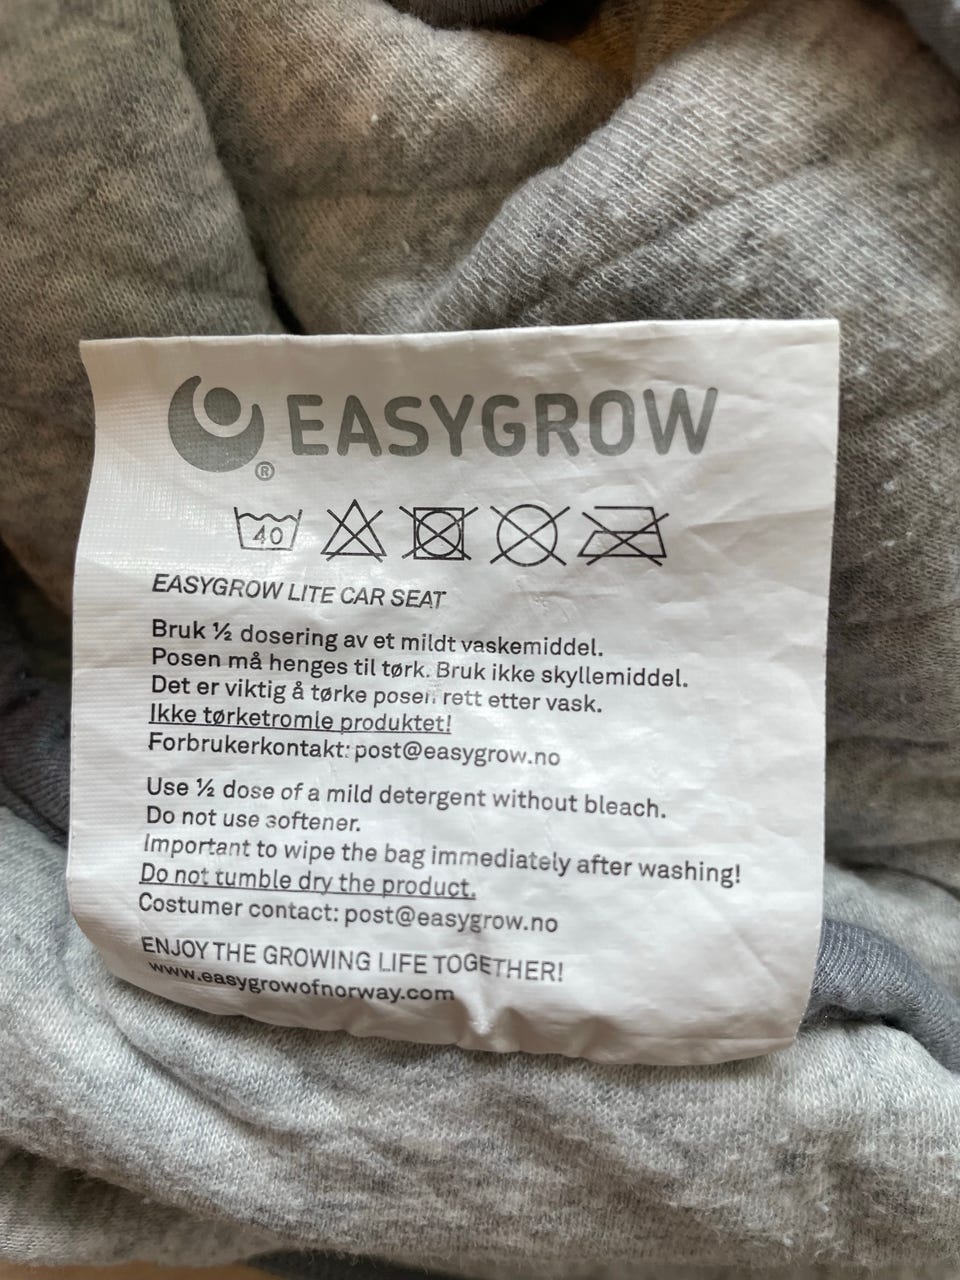 EASYGROW
®
40
EASYGROW LITE CAR SEAT
Bruk ½ dosering av et mildt vaskemiddel.
Posen må henges til tørk. Bruk ikke skyllemiddel.
Det er viktig å tørke posen rett etter vask.
Ikke tørketromle produktet!
Forbrukerkontakt: post@easygrow.no
Use ½ dose of a mild detergent without bleach.
Do not use softener.
Important to wipe the bag immediately after washing!
Do not tumble dry the product.
Costumer contact: post@easygrow.no
ENJOY THE GROWING LIFE TOGETHER!
www.easygrowofnorway.com